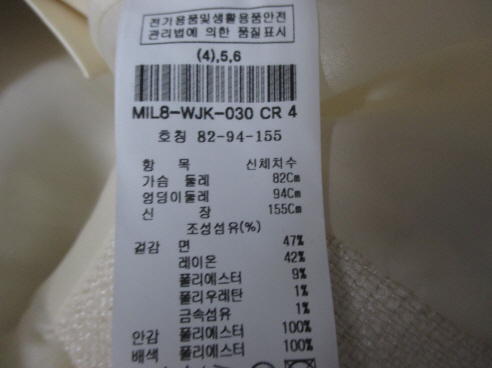 전기용품및생활용품안전
관리법에 의한 품질표시
(4),5,6
MIL8-WJK-030 CR 4
호칭 82-94-155
항 목 신체치수
가슴 둘레 82Cm
엉덩이둘레 94Cm
신 장 155Cm
조성섬유(%)
겉감 면 47%
레이온 42%
폴리에스터 9%
폴리우레탄 1%
금속섬유 1%
안감 폴리에스터 100%
배색 폴리에스터 100%